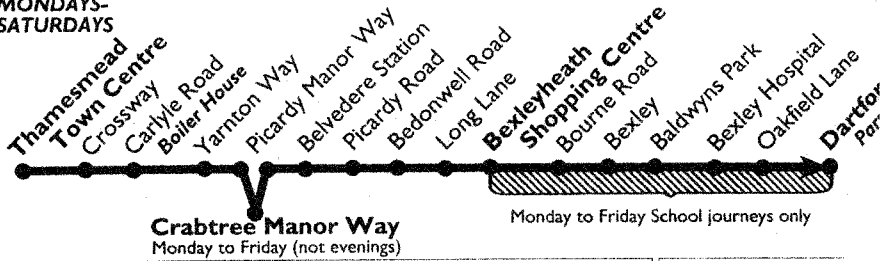 MONDAYS-
SATURDAYS
Thamesmead
Town Centre
Crossway
Carlyle Road
Boiler House
Yarnton Way
Picardy Manor Way
Belvedere Station
Picardy Road
Bedonwell Road
Long Lane
Bexleyheath
Shopping Centre
Bourne Road
Bexley
Baldwyns Park
Bexley Hospital
Oakfield Lane
Crabtree Manor Way
Monday to Friday (not evenings)
Monday to Friday School journeys only